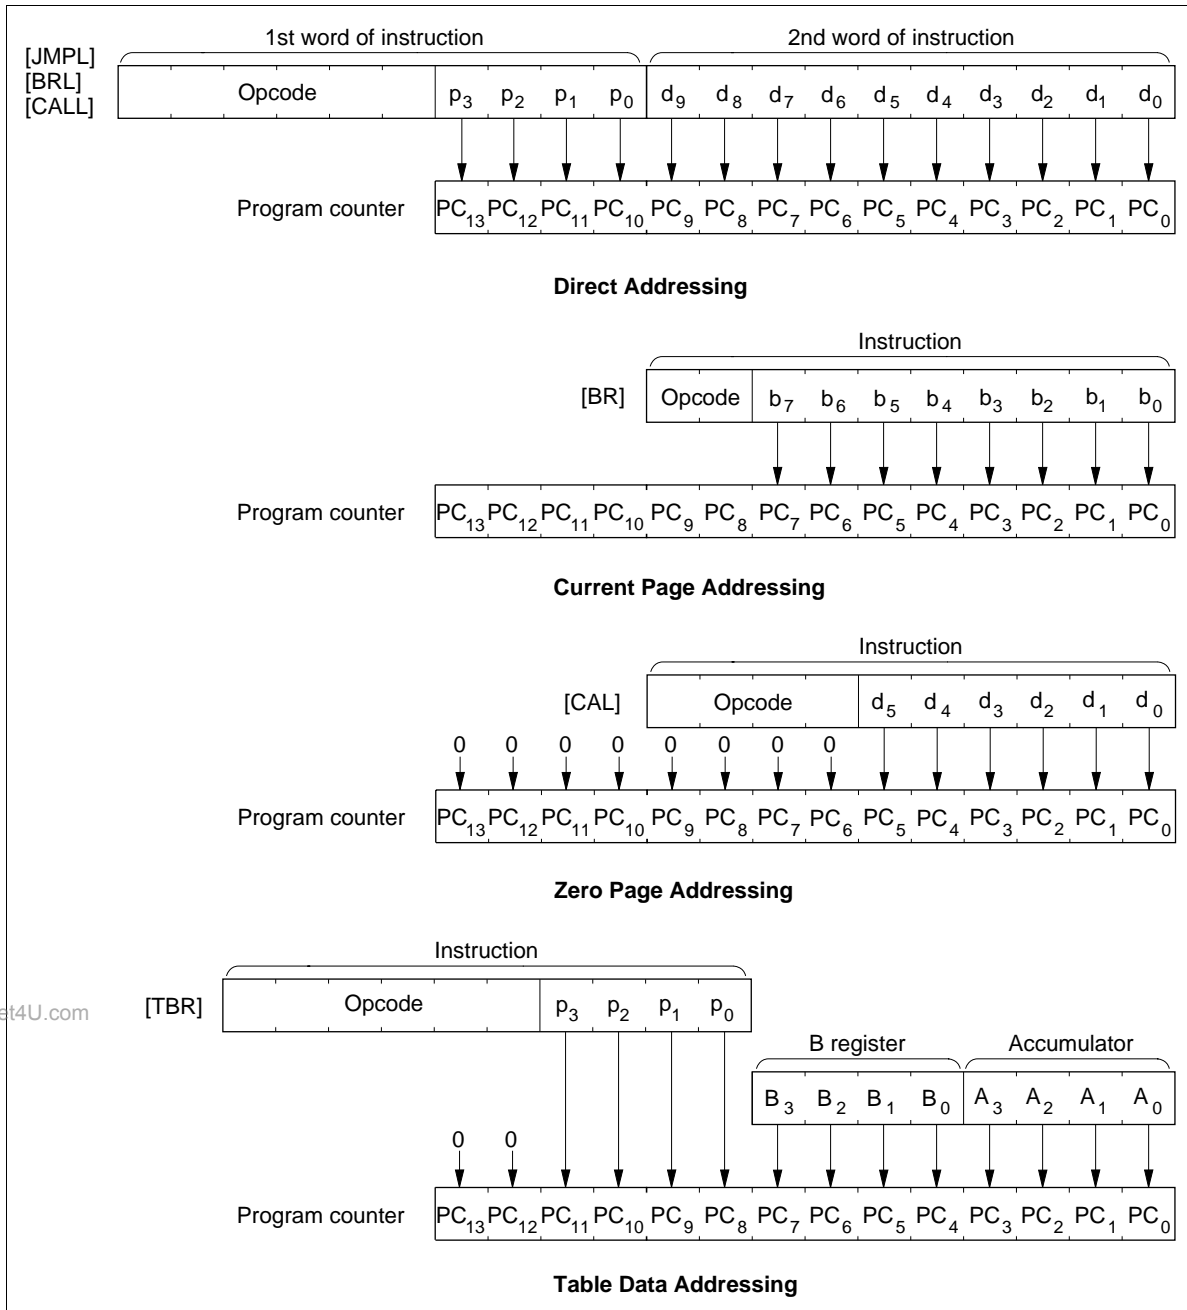 1st word of instruction 2nd word of instruction
[JMPL]
[BRL]
[CALL]
Opcode p3 p2 p1 p0 d9 d8 d7 d6 d5 d4 d3 d2 d1 d0
Program counter PC13 PC12 PC11 PC10 PC9 PC8 PC7 PC6 PC5 PC4 PC3 PC2 PC1 PC0
Direct Addressing
Instruction
[BR] Opcode b7 b6 b5 b4 b3 b2 b1 b0
Program counter PC13 PC12 PC11 PC10 PC9 PC8 PC7 PC6 PC5 PC4 PC3 PC2 PC1 PC0
Current Page Addressing
Instruction
[CAL] Opcode d5 d4 d3 d2 d1 d0
0 0 0 0 0 0 0 0
Program counter PC13 PC12 PC11 PC10 PC9 PC8 PC7 PC6 PC5 PC4 PC3 PC2 PC1 PC0
Zero Page Addressing
Instruction
[TBR] Opcode p3 p2 p1 p0
et4U.com
B register Accumulator
B3 B2 B1 B0 A3 A2 A1 A0
0 0
Program counter PC13 PC12 PC11 PC10 PC9 PC8 PC7 PC6 PC5 PC4 PC3 PC2 PC1 PC0
Table Data Addressing